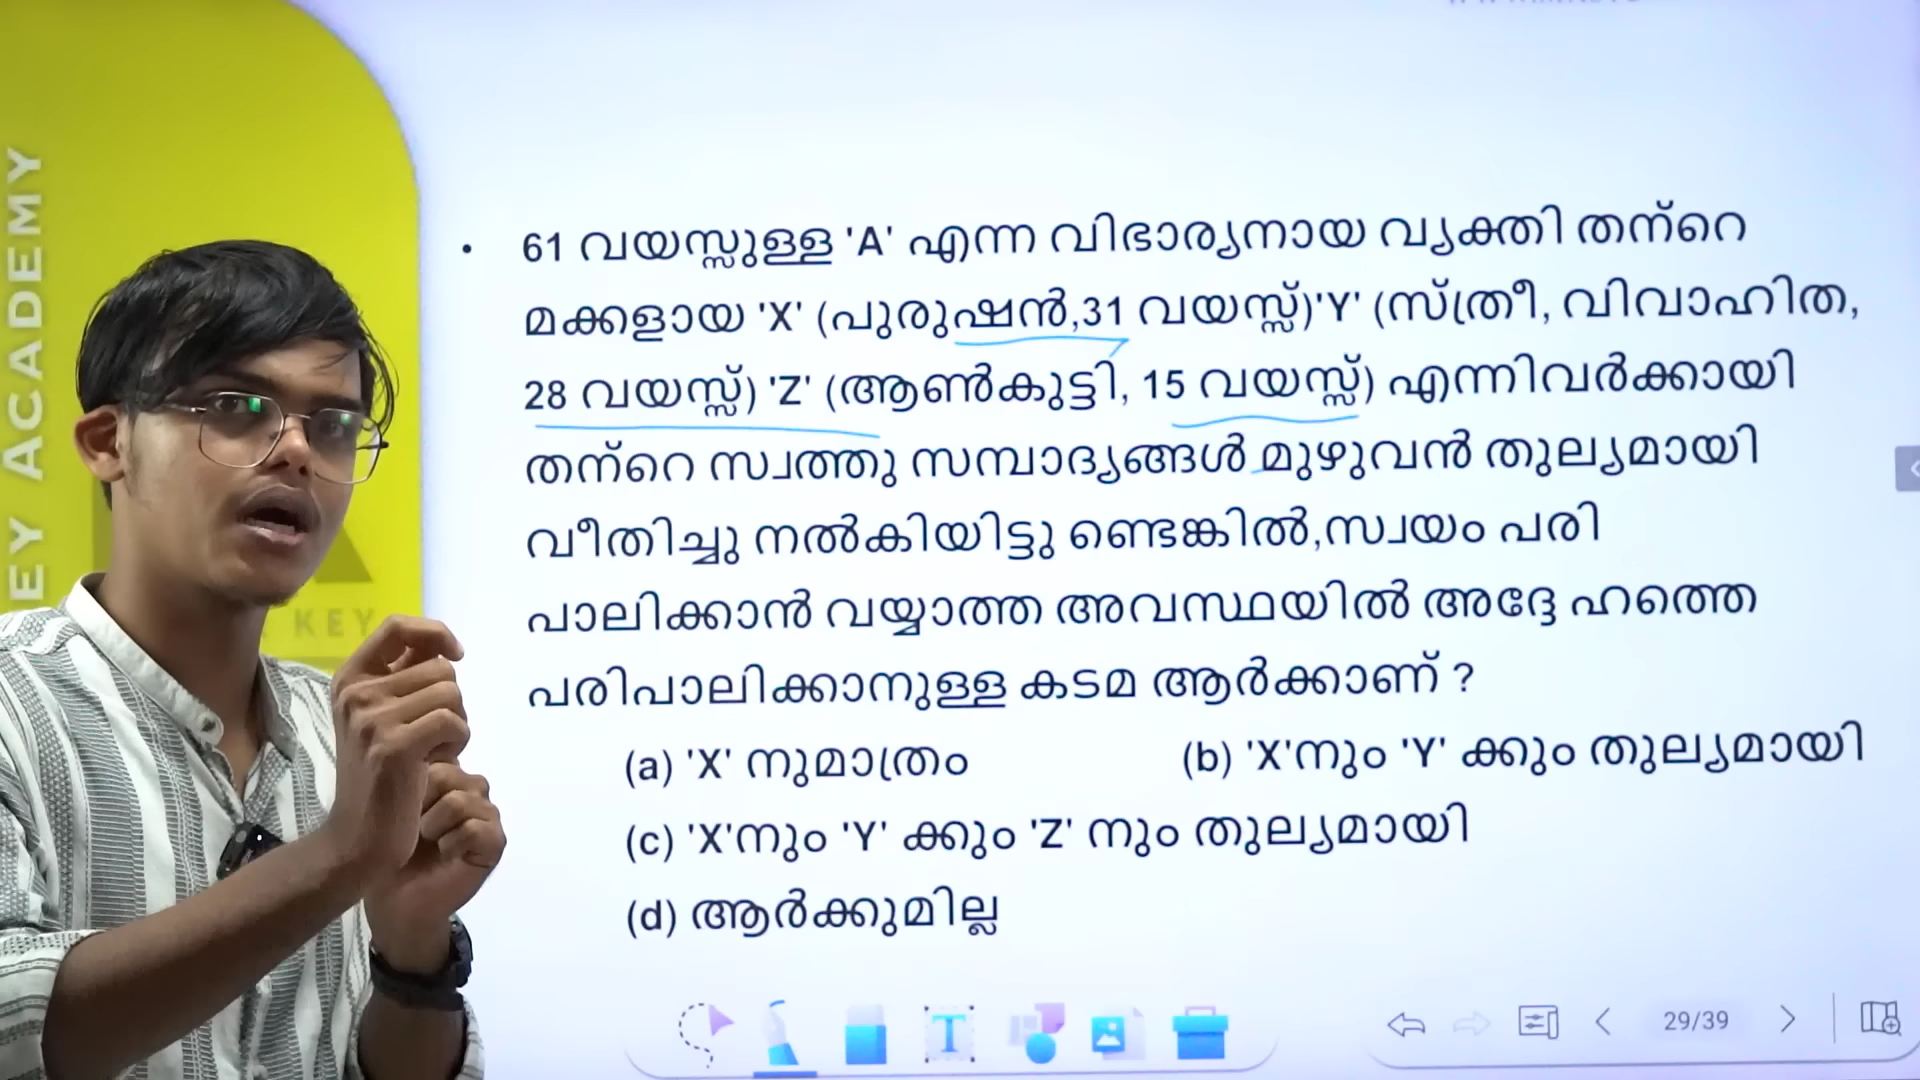 EY ACADEMY
KEY
• 61 വയസ്സുള്ള 'A' എന്ന വിഭാര്യനായ വ്യക്തി തന്റെ
മക്കളായ 'X' (പുരുഷൻ,31 വയസ്സ്)'Y' (സ്ത്രീ, വിവാഹിത,
28 വയസ്സ്) 'Z' (ആൺകുട്ടി, 15 വയസ്സ്) എന്നിവർക്കായി
തന്റെ സ്വത്തു സമ്പാദ്യങ്ങൾ മുഴുവൻ തുല്യമായി
വീതിച്ചു നൽകിയിട്ടു ണ്ടെങ്കിൽ,സ്വയം പരി
പാലിക്കാൻ വയ്യാത്ത അവസ്ഥയിൽ അദ്ദേ ഹത്തെ
പരിപാലിക്കാനുള്ള കടമ ആർക്കാണ് ?
(a) 'X' നുമാത്രം (b) 'X'നും 'Y' ക്കും തുല്യമായി
(c) 'X'നും 'Y' ക്കും 'Z' നും തുല്യമായി
(d) ആർക്കുമില്ല
T
29/39